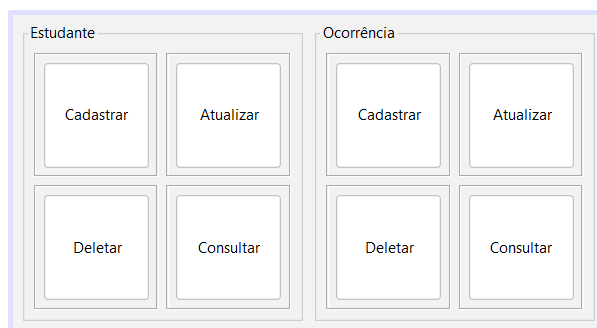 Estudante
Cadastrar
Atualizar
Deletar
Consultar
Ocorrência
Cadastrar
Atualizar
Deletar
Consultar